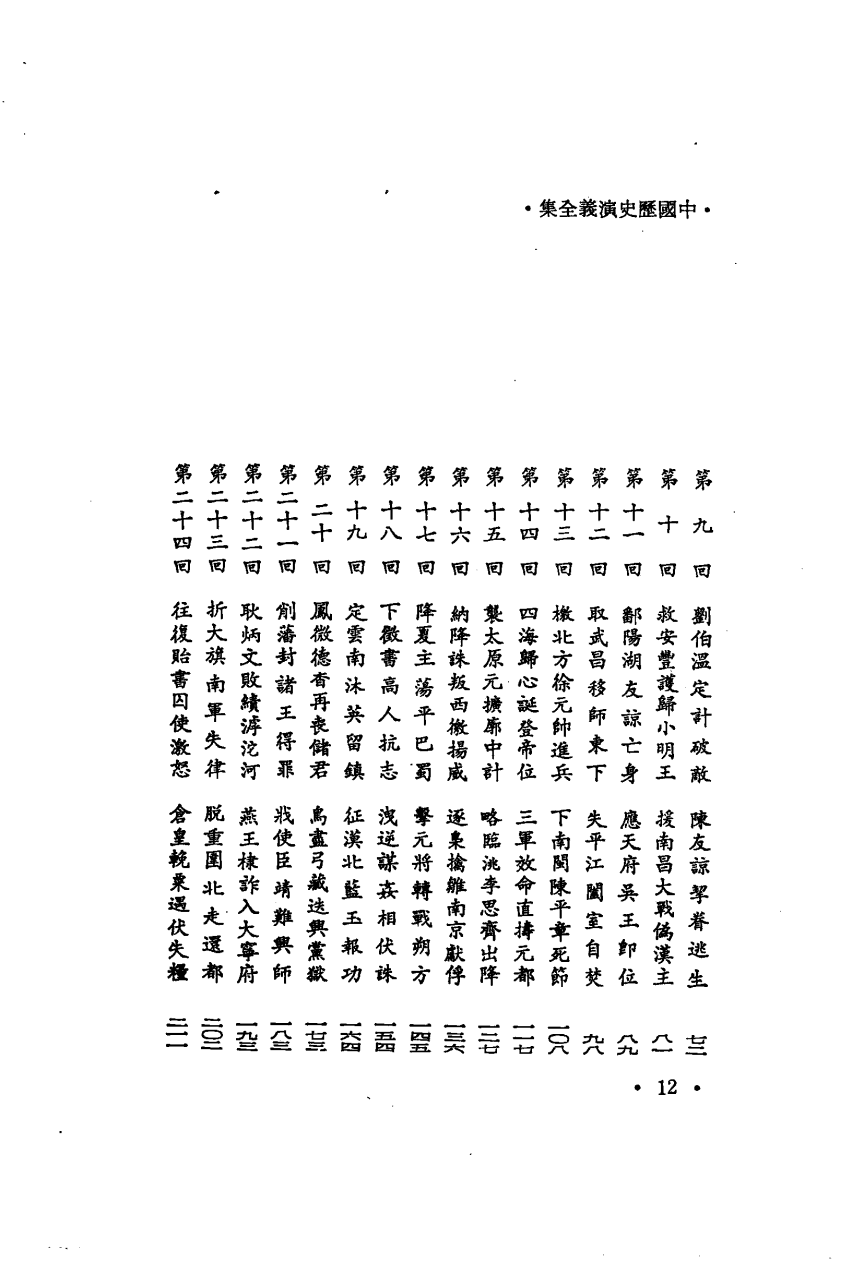 ・中國歷史演義全集・
第九回 劉伯溫定計破敵 陳友諒挈眷逃生 七三
第十回 救安豐護歸小明王 援南昌大戰偽漢主 八一
第十一回 鄱陽湖友諒亡身 應天府吳王卽位 八九
第十二回 取武昌移師東下 失平江闔室自焚 九八
第十三回 檄北方徐元帥進兵 下南閩陳平章死節 一〇八
第十四回 四海歸心誕登帝位 三軍效命直擣元都 一一七
第十五回 襲太原元擴廓中計 略臨洮李思齊出降 一二七
第十六回 納降誅叛西徼揚威 逐梟擒雛南京獻俘 一三六
第十七回 降夏主蕩平巴蜀 擊元將轉戰朔方 一四五
第十八回 下徵書高人抗志 洩逆謀姦相伏誅 一五四
第十九回 定雲南沐英留鎮 征漠北藍玉報功 一六四
第二十回 鳳微德杳再喪儲君 鳥盡弓藏迭興黨獄 一七三
第二十一回 削藩封諸王得罪 戕使臣靖難興師 一八三
第二十二回 耿炳文敗績滹沱河 燕王棣詐入大寧府 一九三
第二十三回 折大旗南軍失律 脫重圍北走還都 二〇二
第二十四回 往復貽書囚使激怒 倉皇輓粟遇伏失糧 二一一
・12・